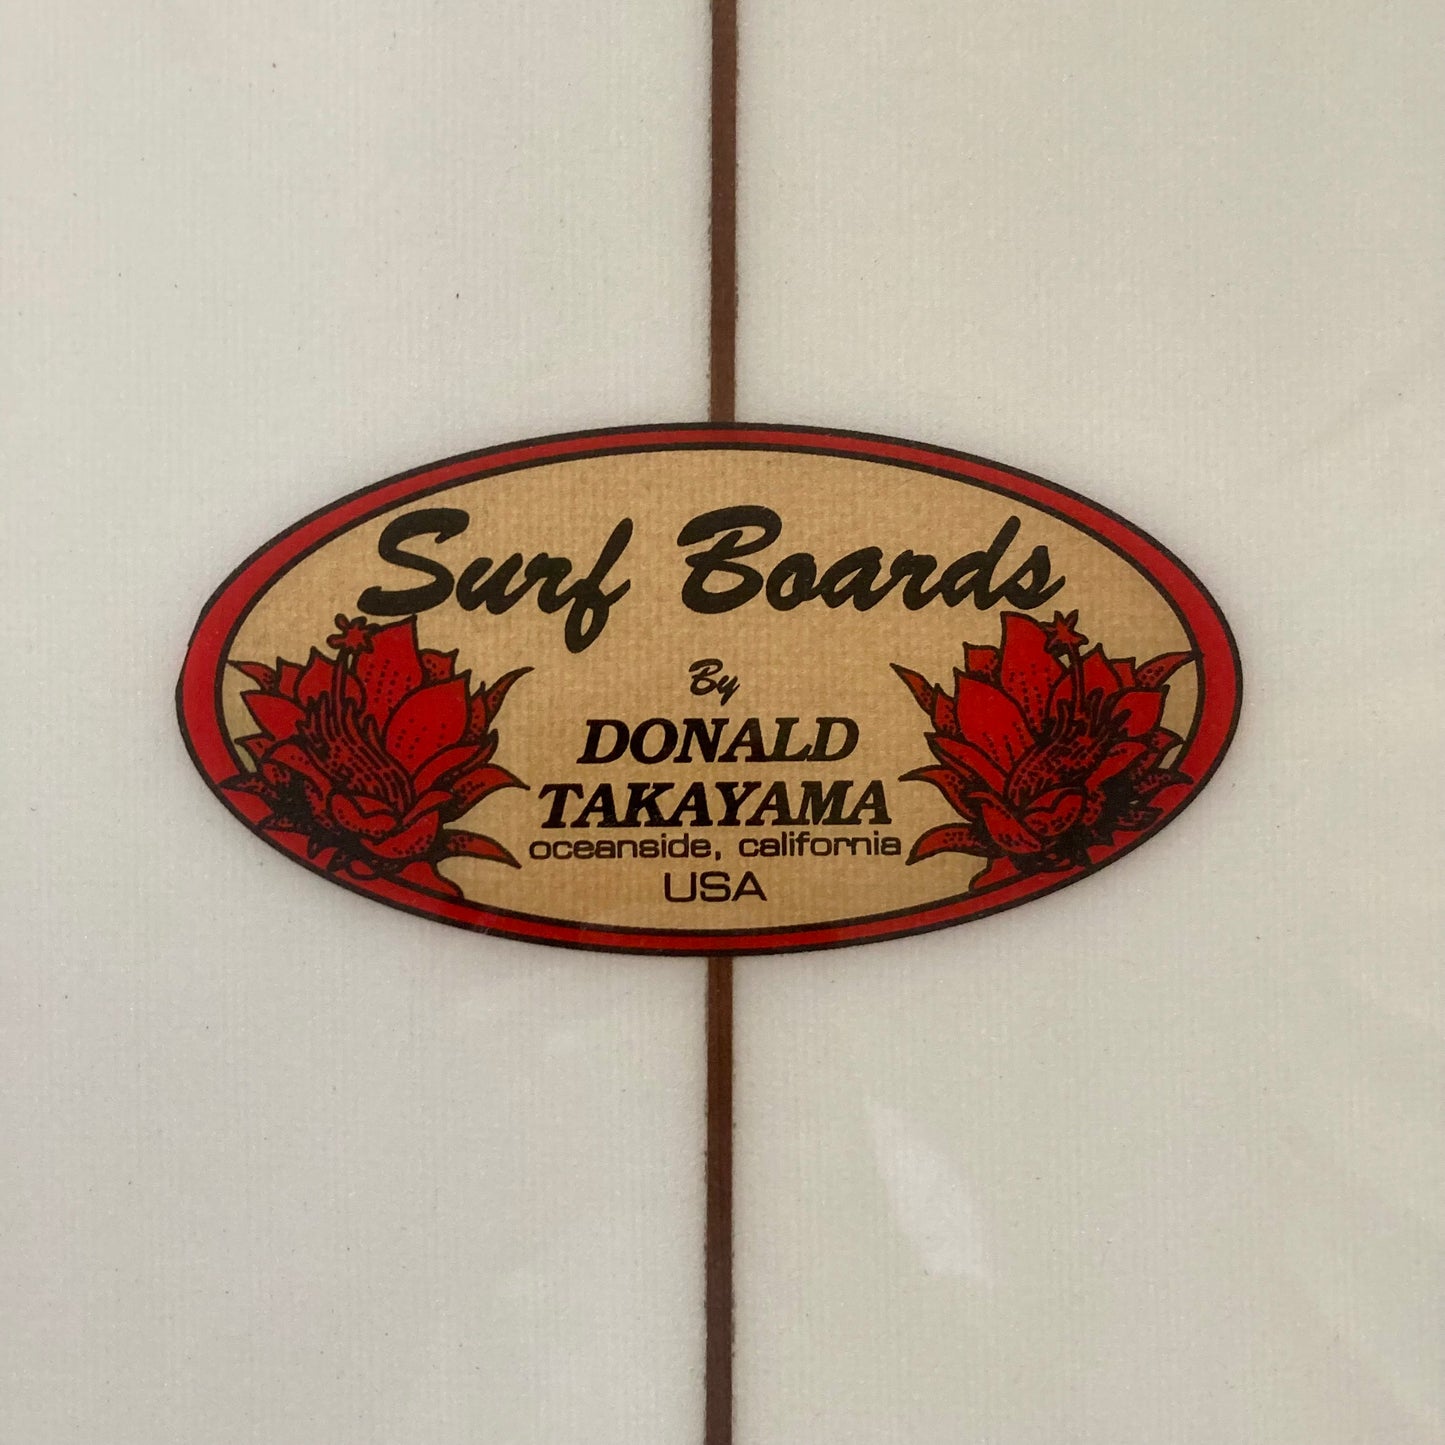 Surf Boards
By
DONALD
TAKAYAMA
oceanside, california
USA